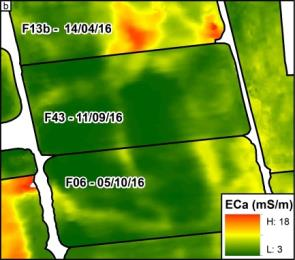 b
F13b - 14/04/16
F43 - 11/09/16
F06 - 05/10/16
ECa (mS/m)
H: 18
L: 3